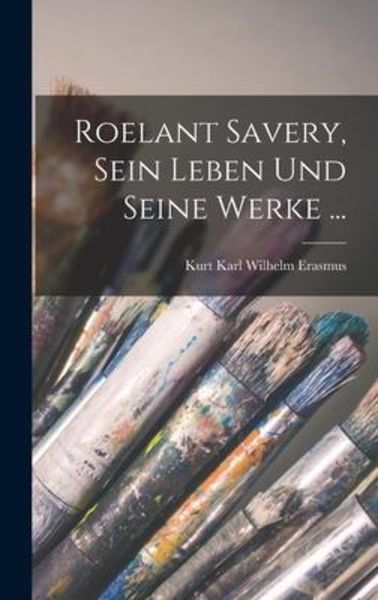 Roelant Savery,
Sein Leben Und
Seine Werke ...
Kurt Karl Wilhelm Erasmus